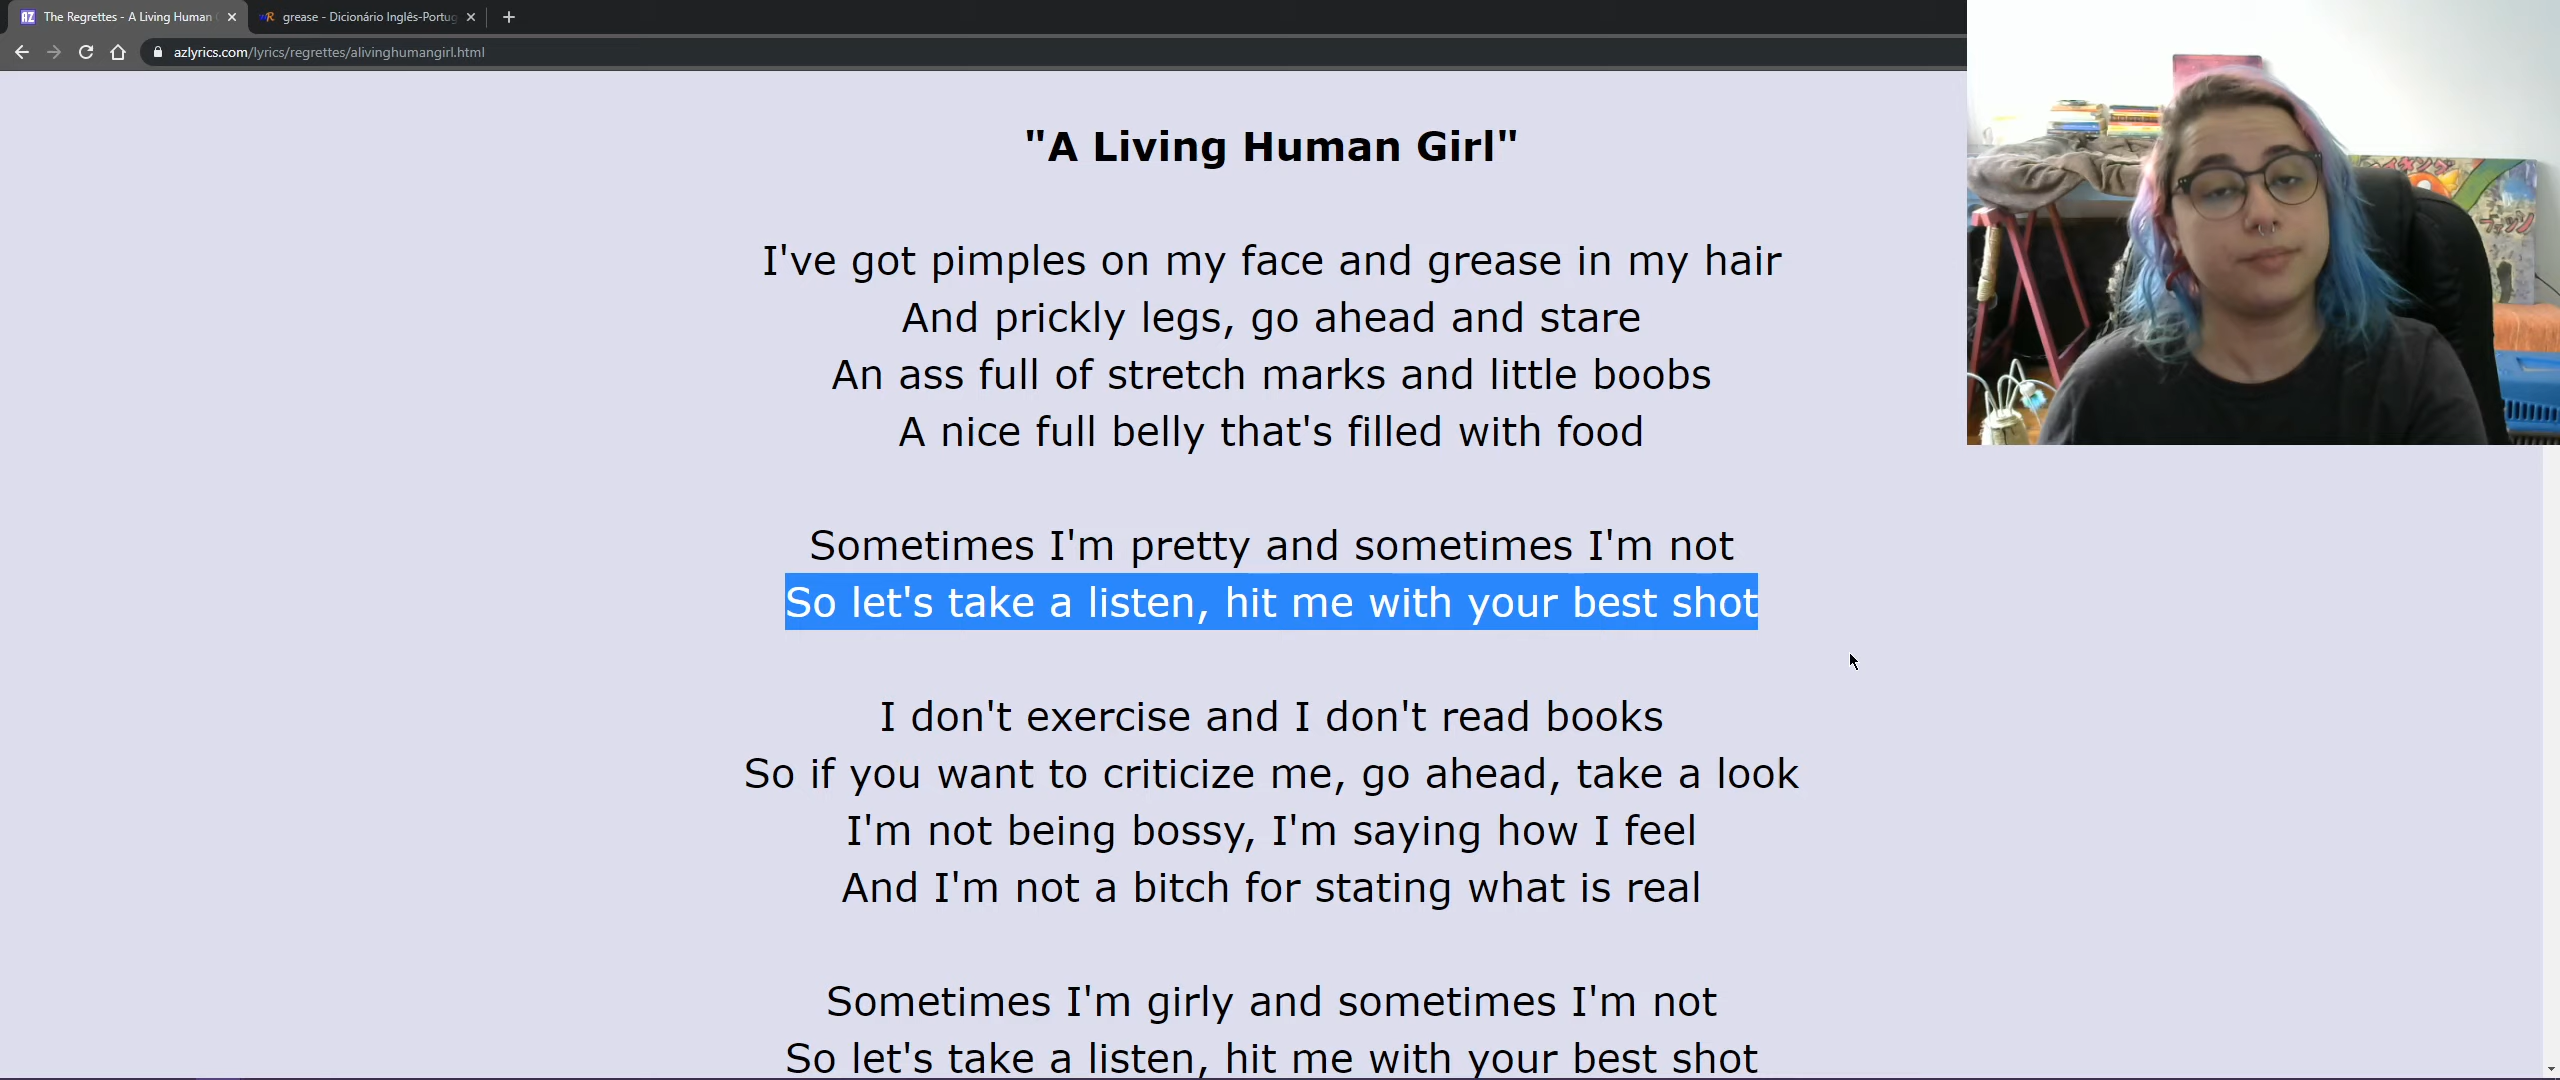 The Regrettes - A Living Human
grease - Dicionário Inglês-Portug
azlyrics.com/lyrics/regrettes/alivinghumangirl.html
"A Living Human Girl"
I've got pimples on my face and grease in my hair
And prickly legs, go ahead and stare
An ass full of stretch marks and little boobs
A nice full belly that's filled with food
Sometimes I'm pretty and sometimes I'm not
So let's take a listen, hit me with your best shot
I don't exercise and I don't read books
So if you want to criticize me, go ahead, take a look
I'm not being bossy, I'm saying how I feel
And I'm not a bitch for stating what is real
Sometimes I'm girly and sometimes I'm not
So let's take a listen, hit me with your best shot